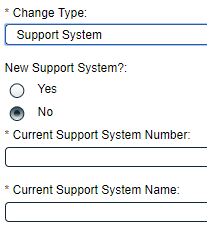 * Change Type:
Support System
New Support System?:
Yes
No
* Current Support System Number:
* Current Support System Name: